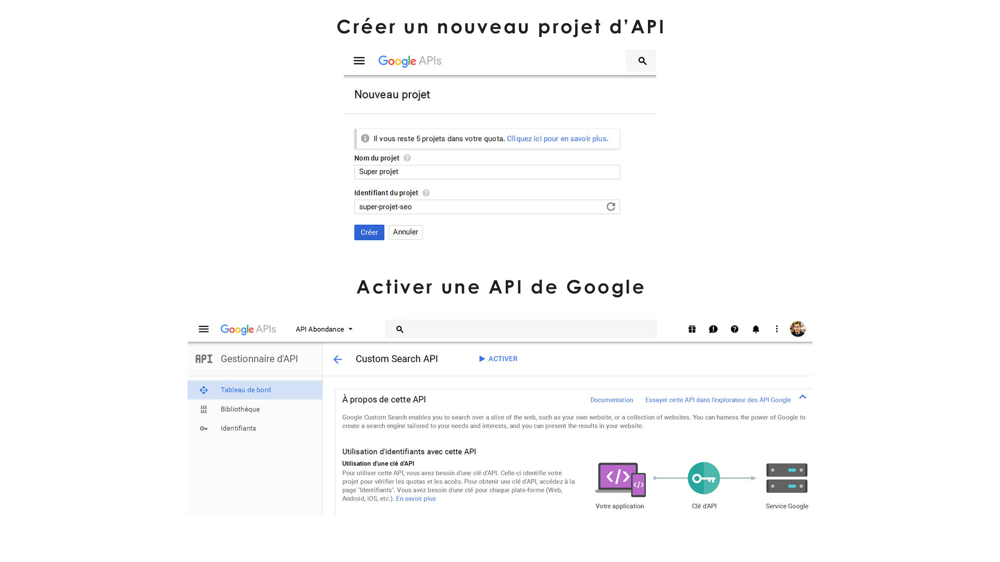 Créer un nouveau projet d’API
Google APIs
Nouveau projet
Il vous reste 5 projets dans votre quota. Cliquez ici pour en savoir plus.
Nom du projet ?
Super projet
Identifiant du projet ?
super-projet-seo
Créer Annuler
Activer une API de Google
Google APIs API Abondance
API Gestionnaire d'API
Custom Search API ACTIVER
Tableau de bord
Bibliothèque
Identifiants
À propos de cette API Documentation Essayer cette API dans l'explorateur des API Google
Google Custom Search enables you to search over a slice of the web, such as your own website, or a collection of websites. You can harness the power of Google to
create a search engine tailored to your needs and interests, and you can present the results in your website.
Utilisation d'identifiants avec cette API
Utilisation d'une clé d'API
Pour utiliser cette API, vous avez besoin d'une clé d'API. Celle-ci identifie votre
projet pour vérifier les quotas et les accès. Pour obtenir une clé d'API, accédez à la
page "Identifiants". Vous avez besoin d'une clé pour chaque plate-forme (Web,
Android, iOS, etc.). En savoir plus
Votre application Clé d'API Service Google